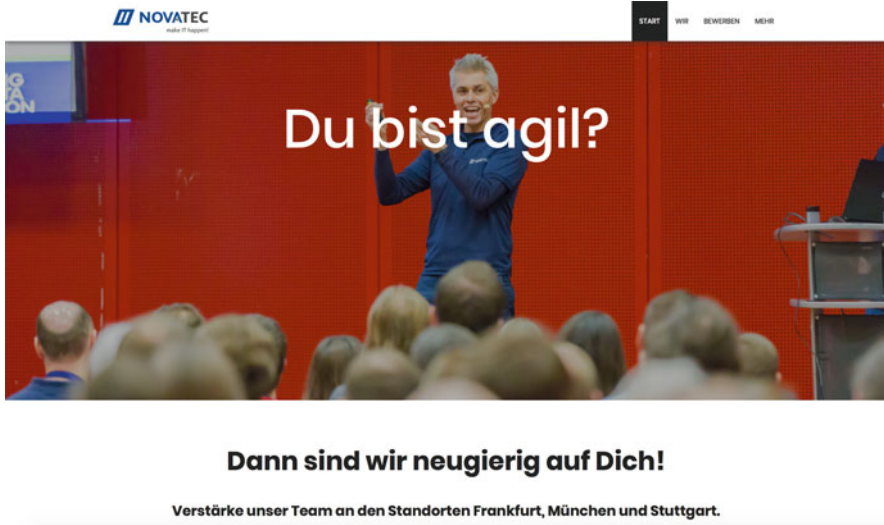 NOVATEC
make IT happen!
START WIR BEWERBEN MEHR
Du bist agil?
Dann sind wir neugierig auf Dich!
Verstärke unser Team an den Standorten Frankfurt, München und Stuttgart.